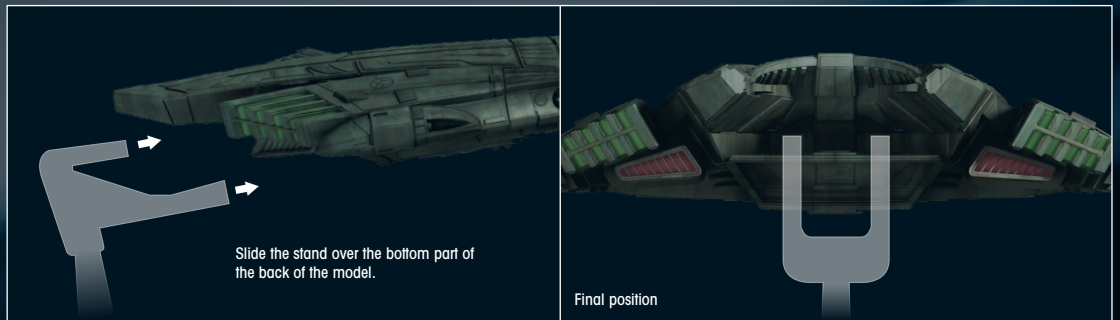 Slide the stand over the bottom part of
the back of the model.
Final position